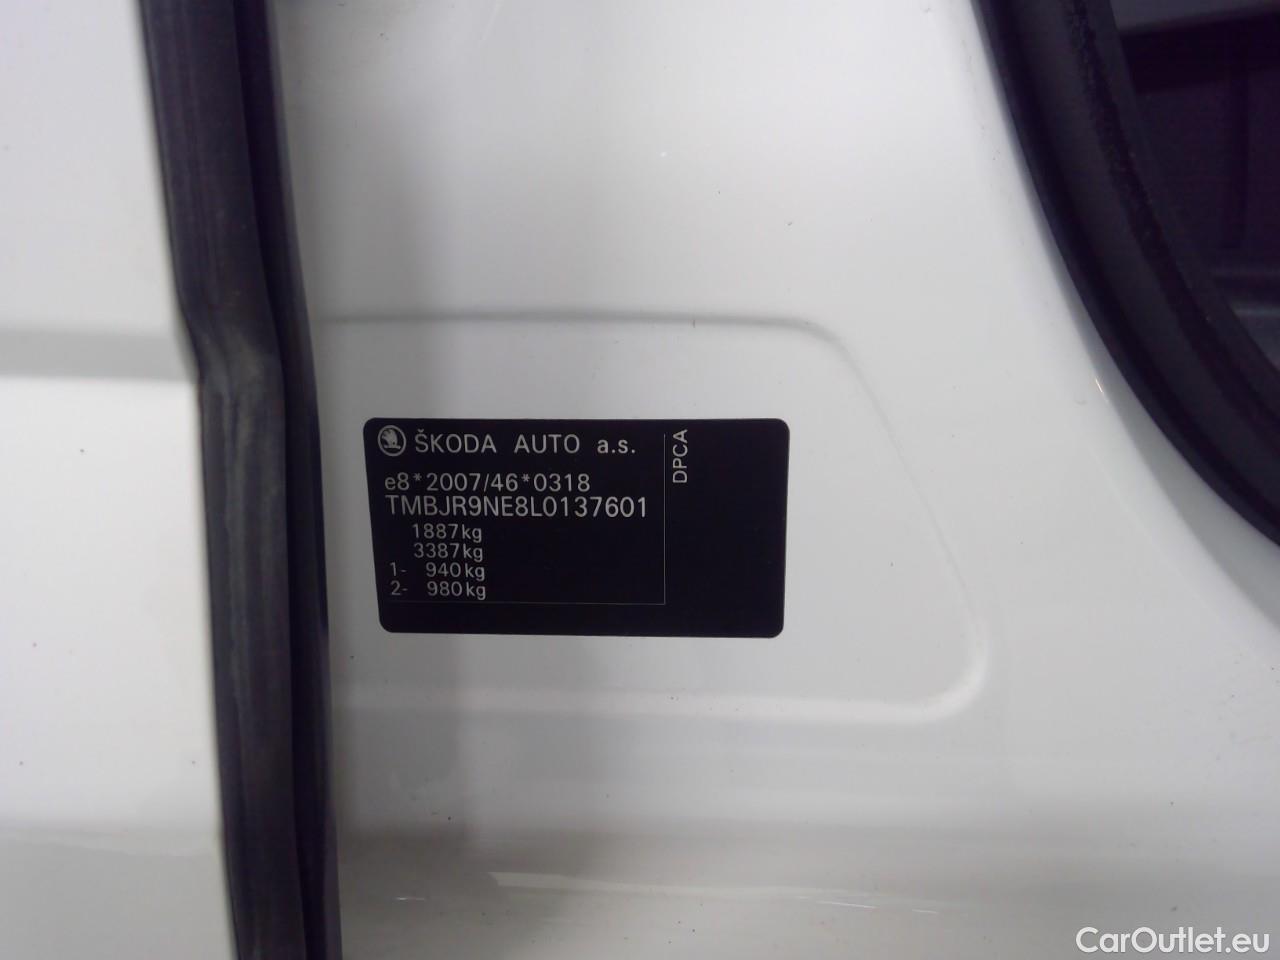 ŠKODA AUTO a.s.
DPCA
e8*2007/46*0318
TMBJR9NE8L0137601
1887kg
3387kg
1- 940kg
2- 980kg
CarOutlet.eu